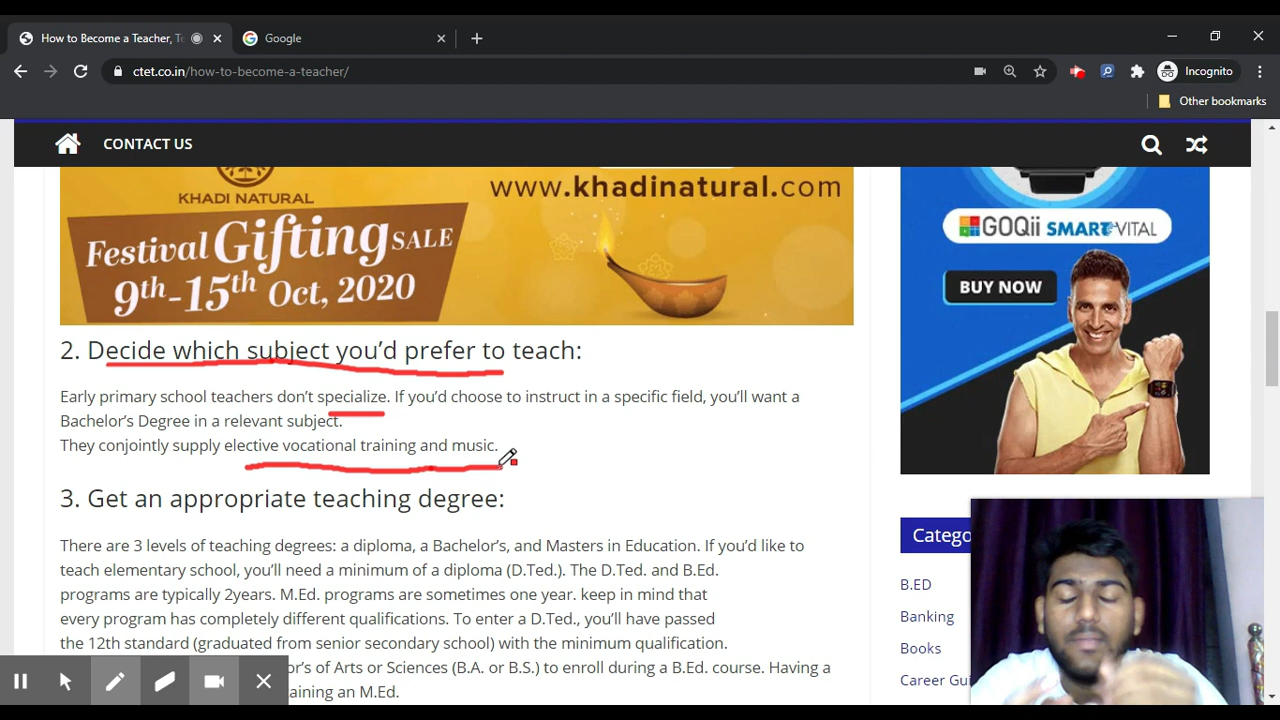 How to Become a Teacher, T
Google
ctet.co.in/how-to-become-a-teacher/
Incognito
Other bookmarks
CONTACT US
KHADI NATURAL
www.khadinatural.com
Festival Gifting SALE
9th-15th Oct, 2020
GOQii SMART VITAL
BUY NOW
2. Decide which subject you'd prefer to teach:
Early primary school teachers don't specialize. If you'd choose to instruct in a specific field, you'll want a
Bachelor's Degree in a relevant subject.
They conjointly supply elective vocational training and music.
3. Get an appropriate teaching degree:
There are 3 levels of teaching degrees: a diploma, a Bachelor's, and Masters in Education. If you'd like to
teach elementary school, you'll need a minimum of a diploma (D.Ted.). The D.Ted. and B.Ed.
programs are typically 2years. M.Ed. programs are sometimes one year. keep in mind that
every program has completely different qualifications. To enter a D.Ted., you'll have passed
the 12th standard (graduated from senior secondary school) with the minimum qualification.
or's of Arts or Sciences (B.A. or B.S.) to enroll during a B.Ed. course. Having a
aining an M.Ed.
Catego
B.ED
Banking
Books
Career Gui